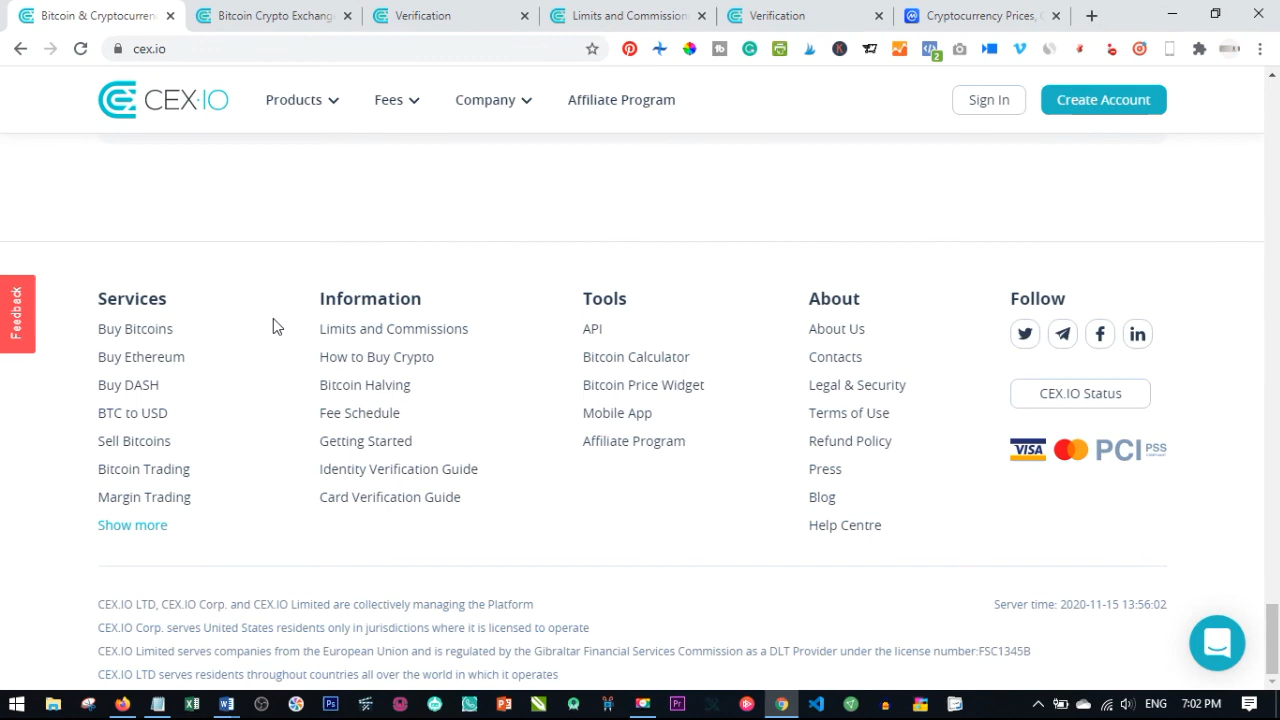 Bitcoin & Cryptocurren
Bitcoin Crypto Exchang
Verification
Limits and Commission
Verification
Cryptocurrency Prices, C
cex.io
2
CEX·IO
Products
Fees
Company
Affiliate Program
Sign In
Create Account
Feedback
Services
Buy Bitcoins
Buy Ethereum
Buy DASH
BTC to USD
Sell Bitcoins
Bitcoin Trading
Margin Trading
Show more
Information
Limits and Commissions
How to Buy Crypto
Bitcoin Halving
Fee Schedule
Getting Started
Identity Verification Guide
Card Verification Guide
Tools
API
Bitcoin Calculator
Bitcoin Price Widget
Mobile App
Affiliate Program
About
About Us
Contacts
Legal & Security
Terms of Use
Refund Policy
Press
Blog
Help Centre
Follow
CEX.IO Status
VISA
PCI PSS
CEX.IO LTD, CEX.IO Corp. and CEX.IO Limited are collectively managing the Platform
Server time: 2020-11-15 13:56:02
CEX.IO Corp. serves United States residents only in jurisdictions where it is licensed to operate
CEX.IO Limited serves companies from the European Union and is regulated by the Gibraltar Financial Services Commission as a DLT Provider under the license number:FSC1345B
CEX.IO LTD serves residents throughout countries all over the world in which it operates
ENG
7:02 PM